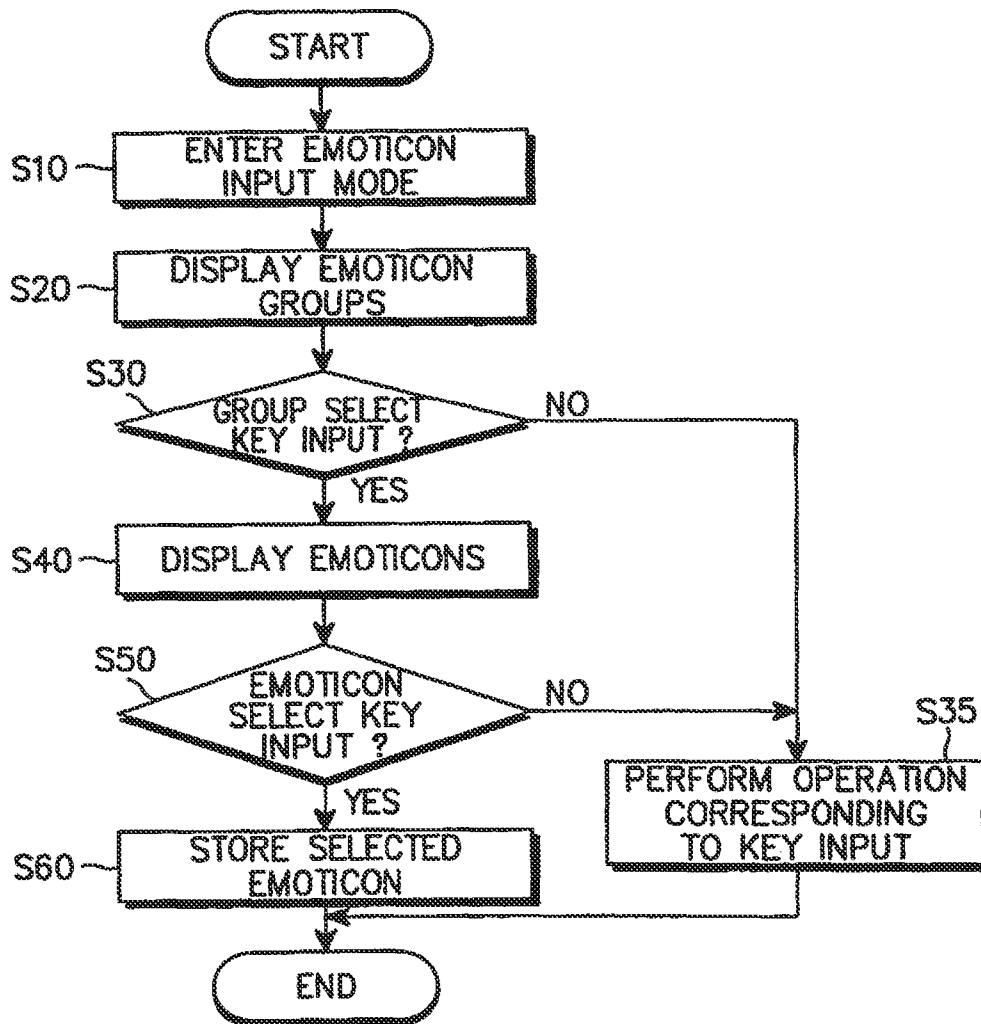 START
S10
ENTER EMOTICON
INPUT MODE
S20
DISPLAY EMOTICON
GROUPS
S30
GROUP SELECT
KEY INPUT ?
NO
YES
S40
DISPLAY EMOTICONS
S50
EMOTICON
SELECT KEY
INPUT ?
NO
YES
S35
PERFORM OPERATION
CORRESPONDING
TO KEY INPUT
S60
STORE SELECTED
EMOTICON
END